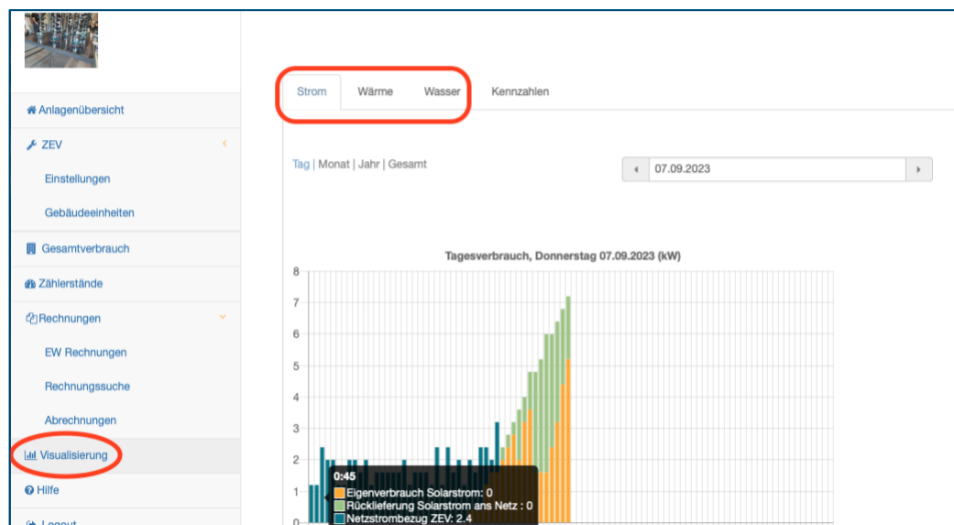 Anlagenübersicht
ZEV
Einstellungen
Gebäudeeinheiten
Gesamtverbrauch
Zählerstände
Rechnungen
EW Rechnungen
Rechnungssuche
Abrechnungen
Visualisierung
Hilfe
Logout
Strom Wärme Wasser Kennzahlen
Tag | Monat | Jahr | Gesamt
07.09.2023
Tagesverbrauch, Donnerstag 07.09.2023 (kW)
8
7
6
5
4
3
2
1
0
0:45
Eigenverbrauch Solarstrom: 0
Rücklieferung Solarstrom ans Netz : 0
Netzstrombezug ZEV: 2.4